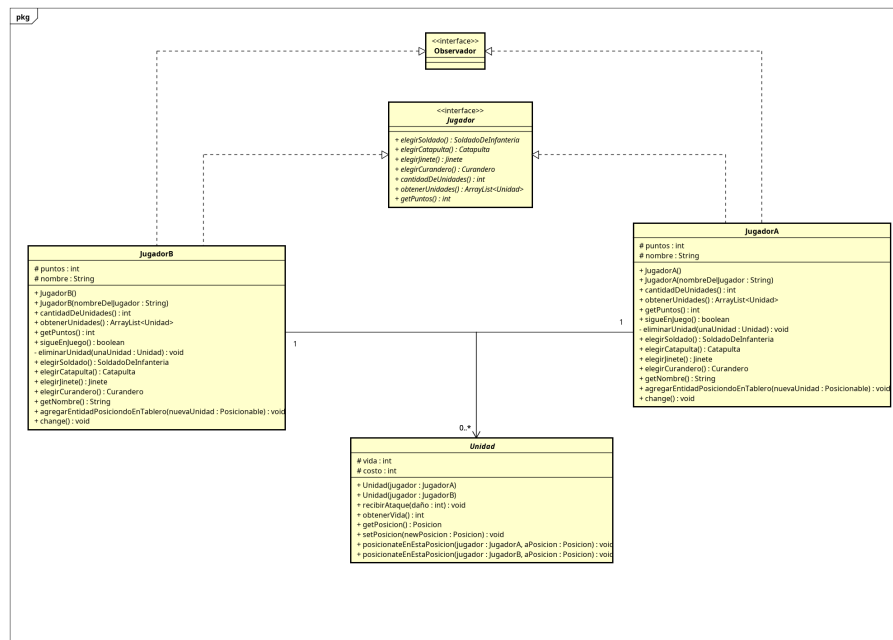 pkg
<<interface>>
Observador
<<interface>>
Jugador
+ elegirSoldado() : SoldadoDeInfanteria
+ elegirCatapulta() : Catapulta
+ elegirJinete() : Jinete
+ elegirCurandero() : Curandero
+ cantidadDeUnidades() : int
+ obtenerUnidades() : ArrayList<Unidad>
+ getPuntos() : int
JugadorB
# puntos : int
# nombre : String
+ JugadorB()
+ JugadorB(nombreDelJugador : String)
+ cantidadDeUnidades() : int
+ obtenerUnidades() : ArrayList<Unidad>
+ getPuntos() : int
+ sigueEnJuego() : boolean
- eliminarUnidad(unaUnidad : Unidad) : void
+ elegirSoldado() : SoldadoDeInfanteria
+ elegirCatapulta() : Catapulta
+ elegirJinete() : Jinete
+ elegirCurandero() : Curandero
+ getNombre() : String
+ agregarEntidadPosiciondoEnTablero(nuevaUnidad : Posicionable) : void
+ change() : void
JugadorA
# puntos : int
# nombre : String
+ JugadorA()
+ JugadorA(nombreDelJugador : String)
+ cantidadDeUnidades() : int
+ obtenerUnidades() : ArrayList<Unidad>
+ getPuntos() : int
+ sigueEnJuego() : boolean
- eliminarUnidad(unaUnidad : Unidad) : void
+ elegirSoldado() : SoldadoDeInfanteria
+ elegirCatapulta() : Catapulta
+ elegirJinete() : Jinete
+ elegirCurandero() : Curandero
+ getNombre() : String
+ agregarEntidadPosiciondoEnTablero(nuevaUnidad : Posicionable) : void
+ change() : void
1
1
0..*
Unidad
# vida : int
# costo : int
+ Unidad(jugador : JugadorA)
+ Unidad(jugador : JugadorB)
+ recibirAtaque(daño : int) : void
+ obtenerVida() : int
+ getPosicion() : Posicion
+ setPosicion(newPosicion : Posicion) : void
+ posicionateEnEstaPosicion(jugador : JugadorA, aPosicion : Posicion) : void
+ posicionateEnEstaPosicion(jugador : JugadorB, aPosicion : Posicion) : void